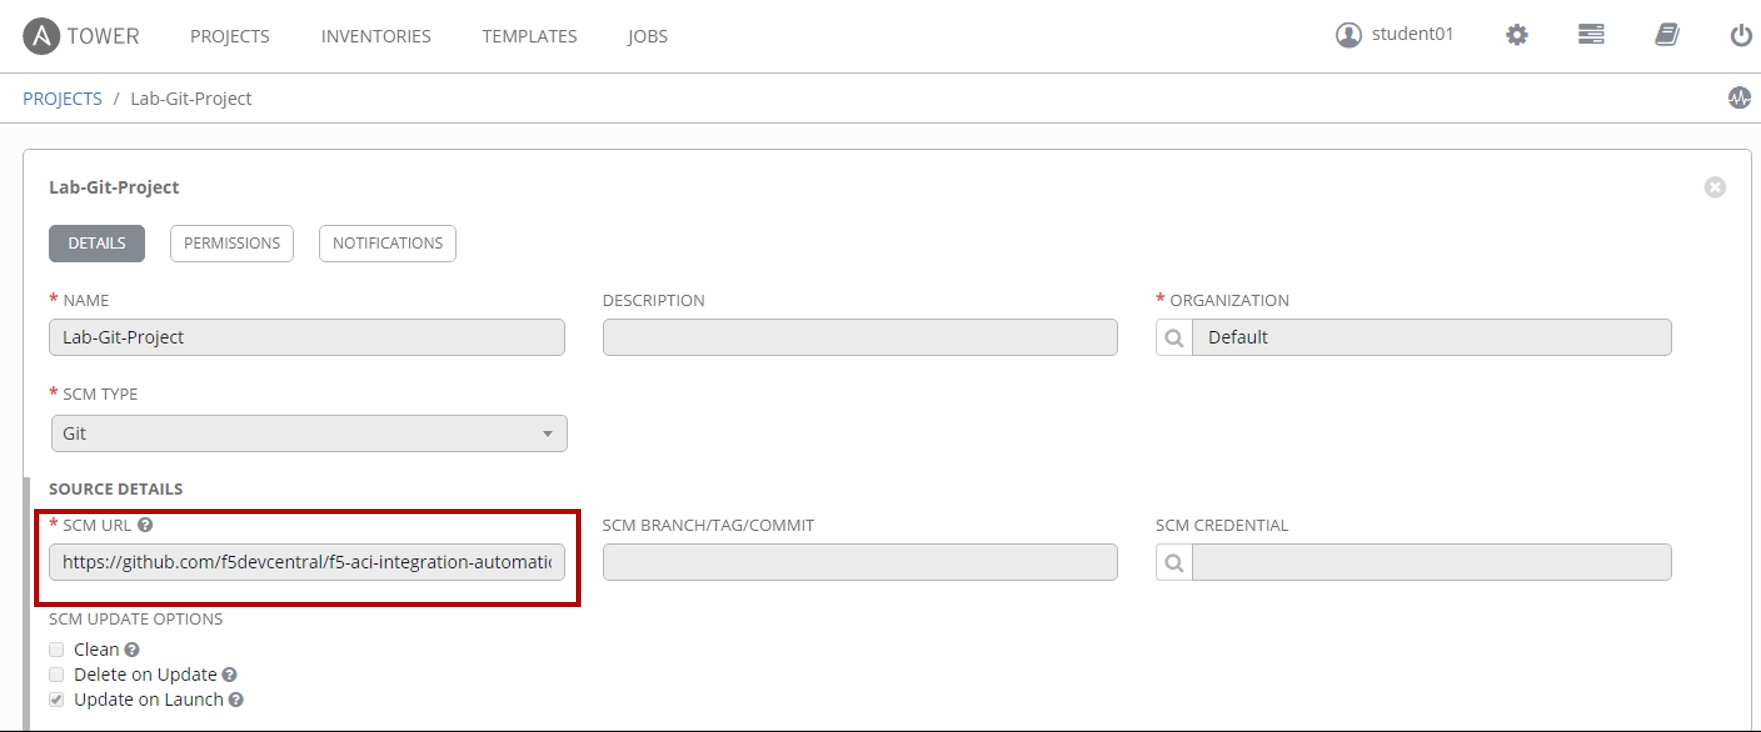 A TOWER PROJECTS INVENTORIES TEMPLATES JOBS student01
PROJECTS / Lab-Git-Project
Lab-Git-Project
DETAILS PERMISSIONS NOTIFICATIONS
* NAME DESCRIPTION * ORGANIZATION
Lab-Git-Project Default
* SCM TYPE
Git
SOURCE DETAILS
* SCM URL ? SCM BRANCH/TAG/COMMIT SCM CREDENTIAL
https://github.com/f5devcentral/f5-aci-integration-automati
SCM UPDATE OPTIONS
Clean ?
Delete on Update ?
Update on Launch ?